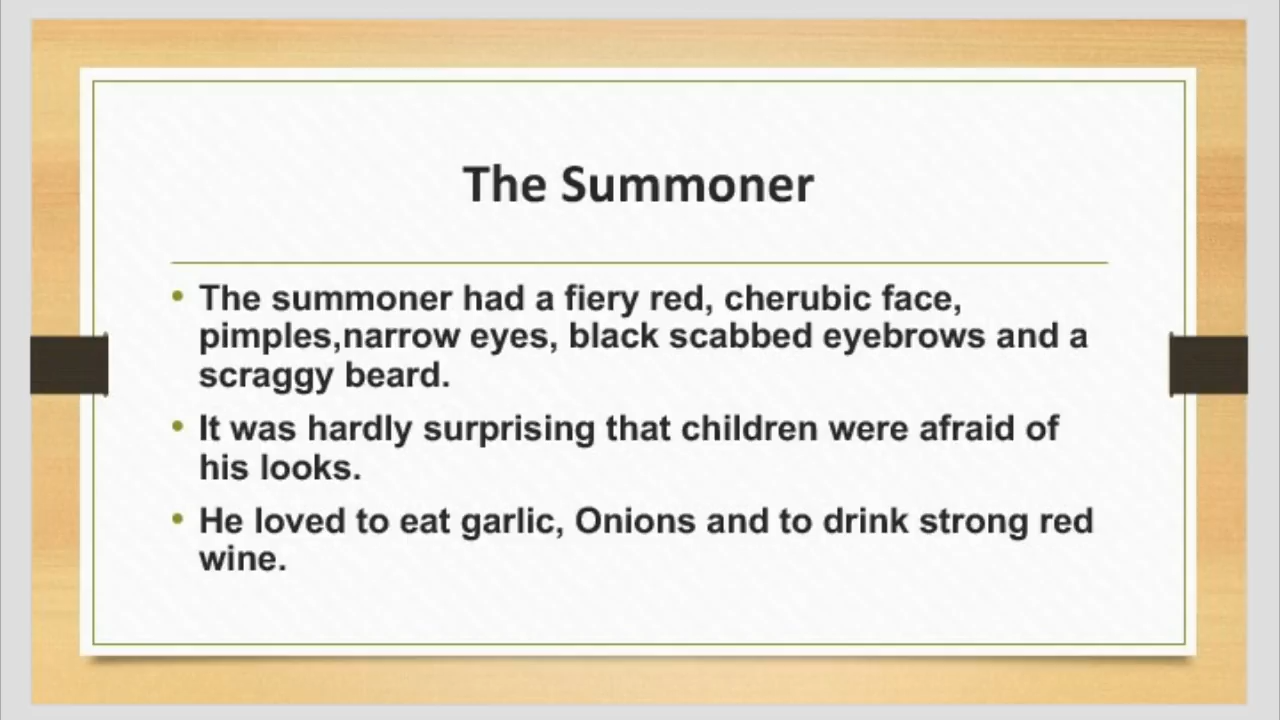 The Summoner
• The summoner had a fiery red, cherubic face,
pimples,narrow eyes, black scabbed eyebrows and a
scraggy beard.
• It was hardly surprising that children were afraid of
his looks.
• He loved to eat garlic, Onions and to drink strong red
wine.